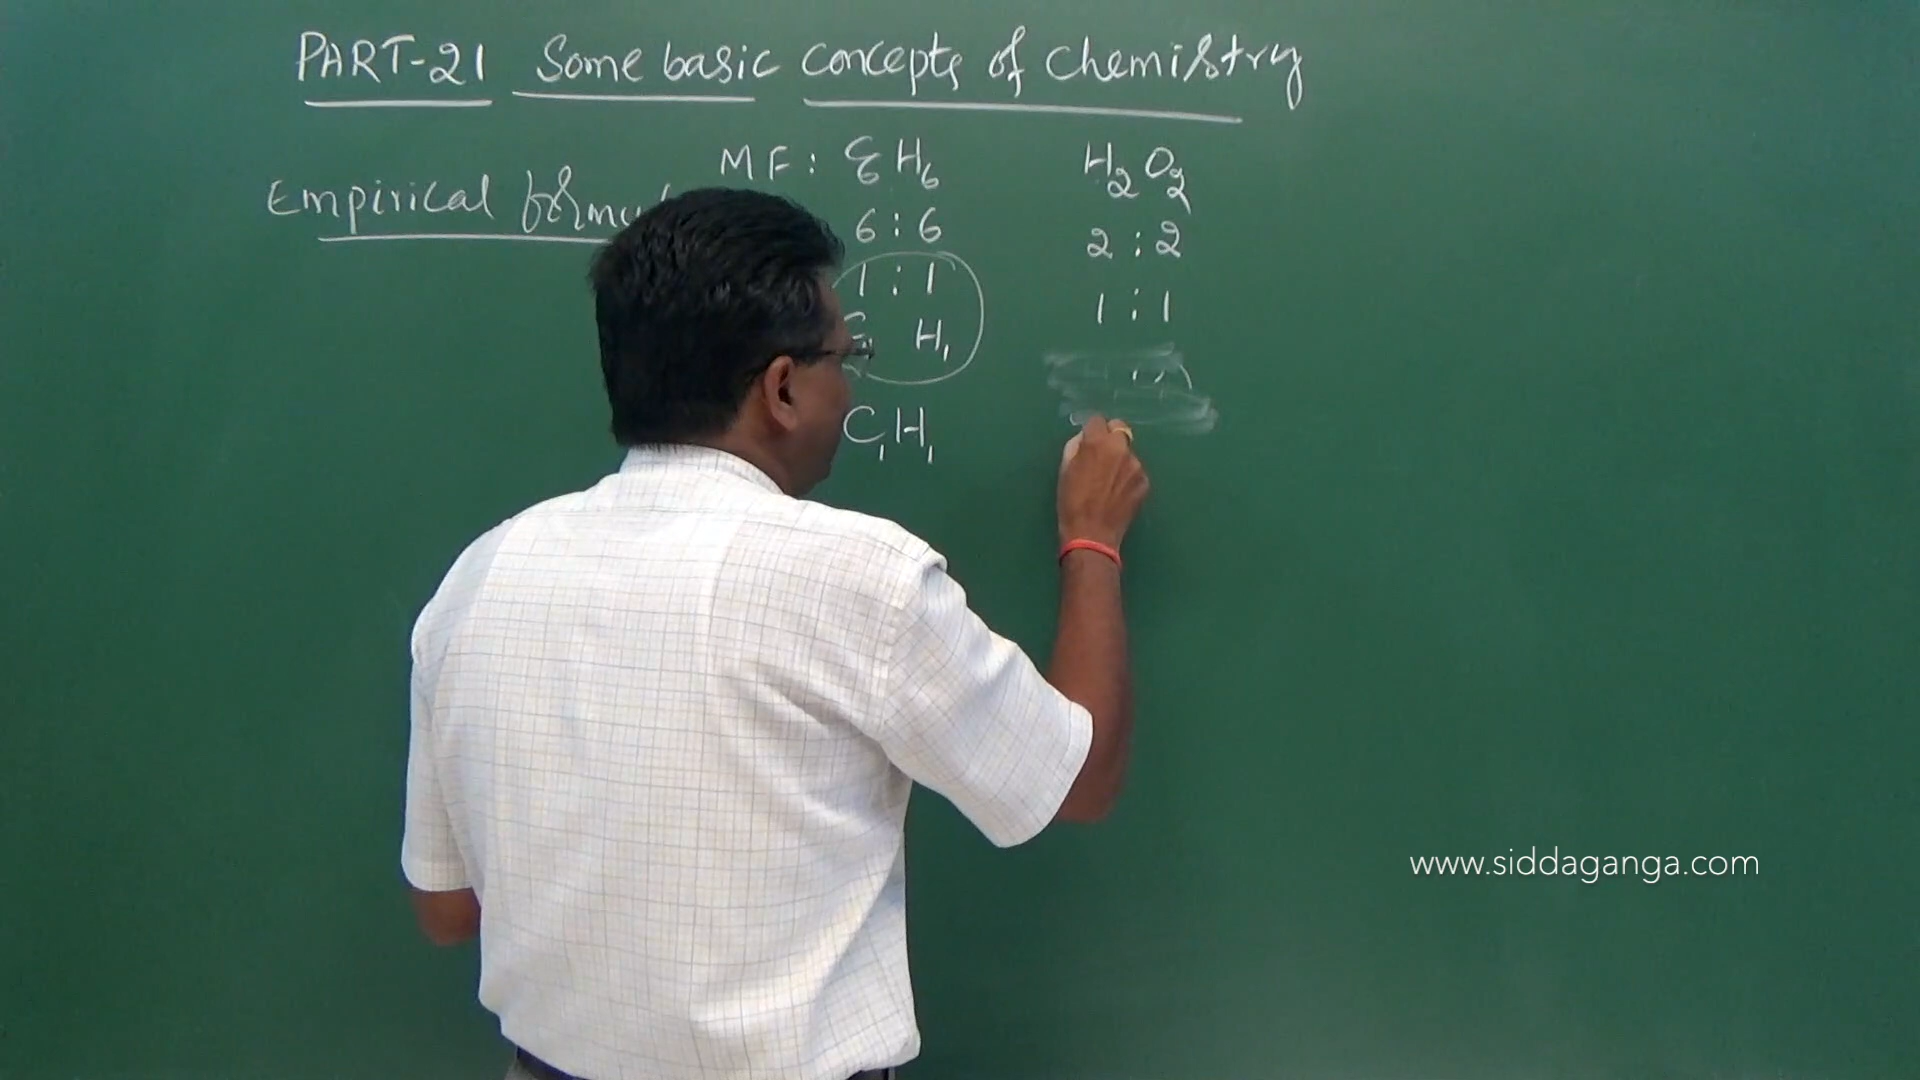 PART-21 Some basic concepts of chemistry
Empirical
MF: C6H6 H2O2
6:6 2:2
1:1 1:1
H1
C1H1
www.siddaganga.com